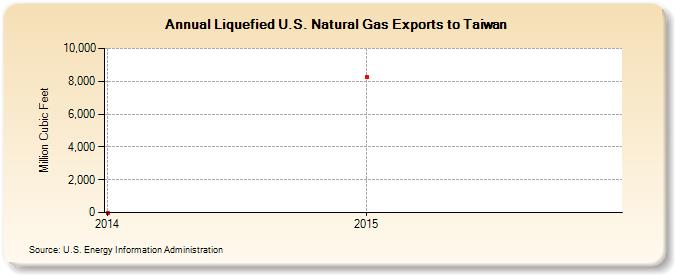 Annual Liquefied U.S. Natural Gas Exports to Taiwan
Million Cubic Feet
10,000
8,000
6,000
4,000
2,000
0
2014
2015
Source: U.S. Energy Information Administration